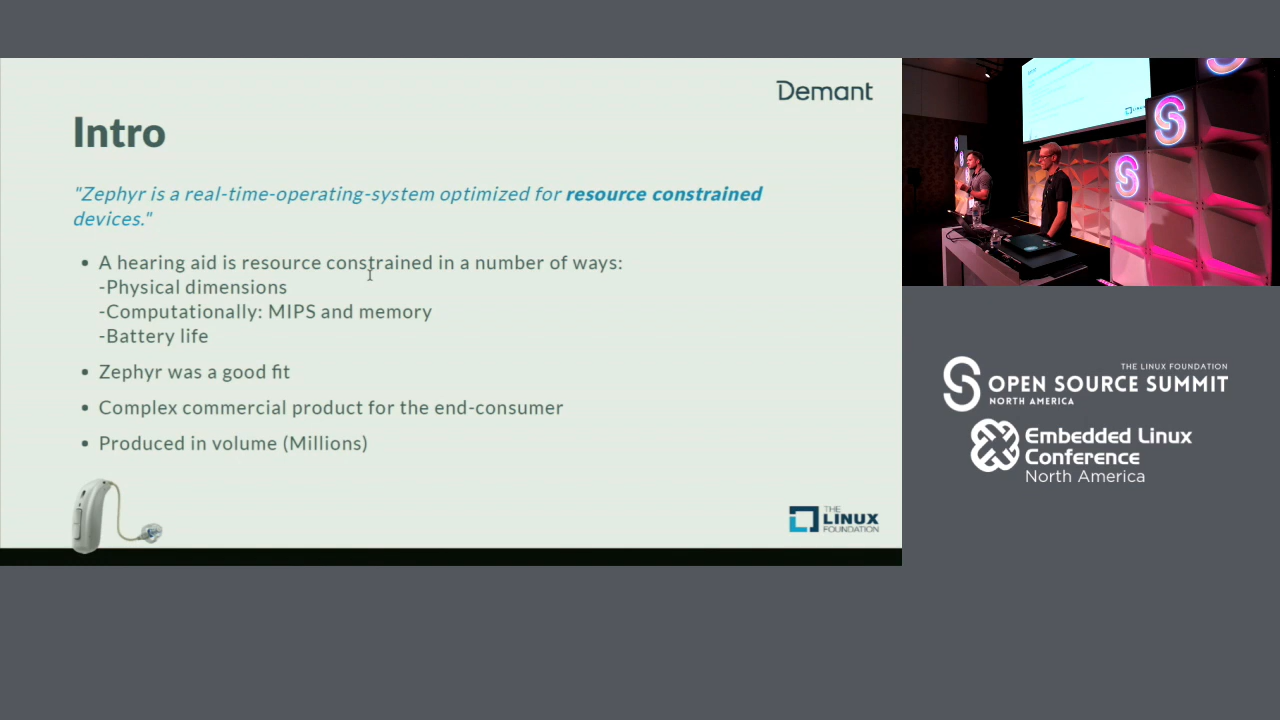 Demant
Intro
"Zephyr is a real-time-operating-system optimized for resource constrained
devices."
• A hearing aid is resource constrained in a number of ways:
-Physical dimensions
-Computationally: MIPS and memory
-Battery life
• Zephyr was a good fit
• Complex commercial product for the end-consumer
• Produced in volume (Millions)
THE
LINUX
FOUNDATION
THE LINUX FOUNDATION
OPEN SOURCE SUMMIT
NORTH AMERICA
Embedded Linux
Conference
North America